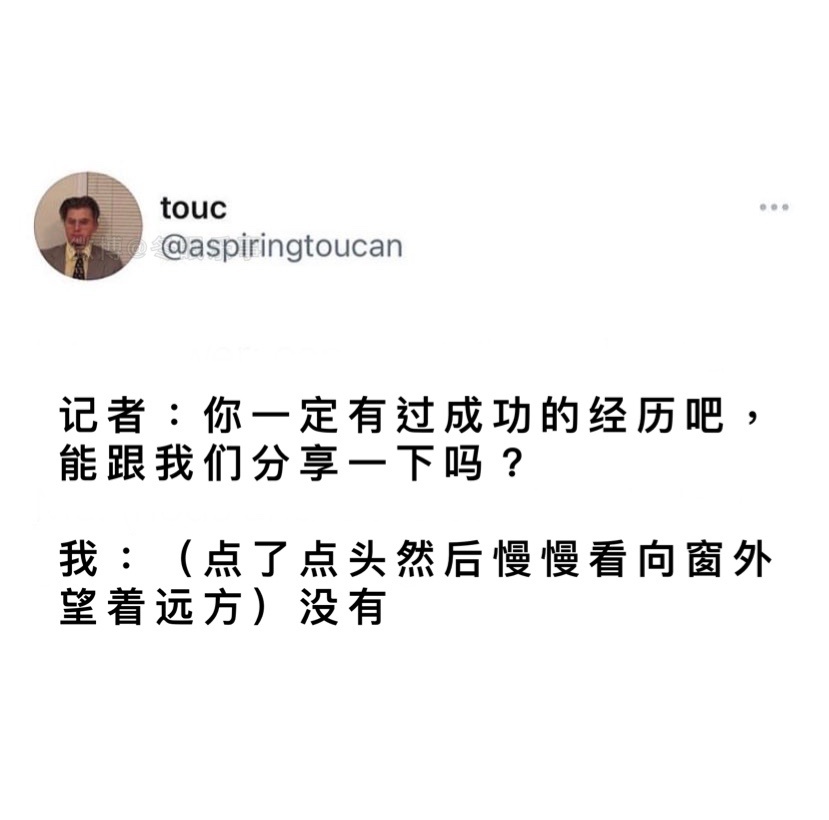 touc
@aspiringtoucan
记者：你一定有过成功的经历吧，
能跟我们分享一下吗？
我：（点了点头然后慢慢看向窗外
望着远方）没有